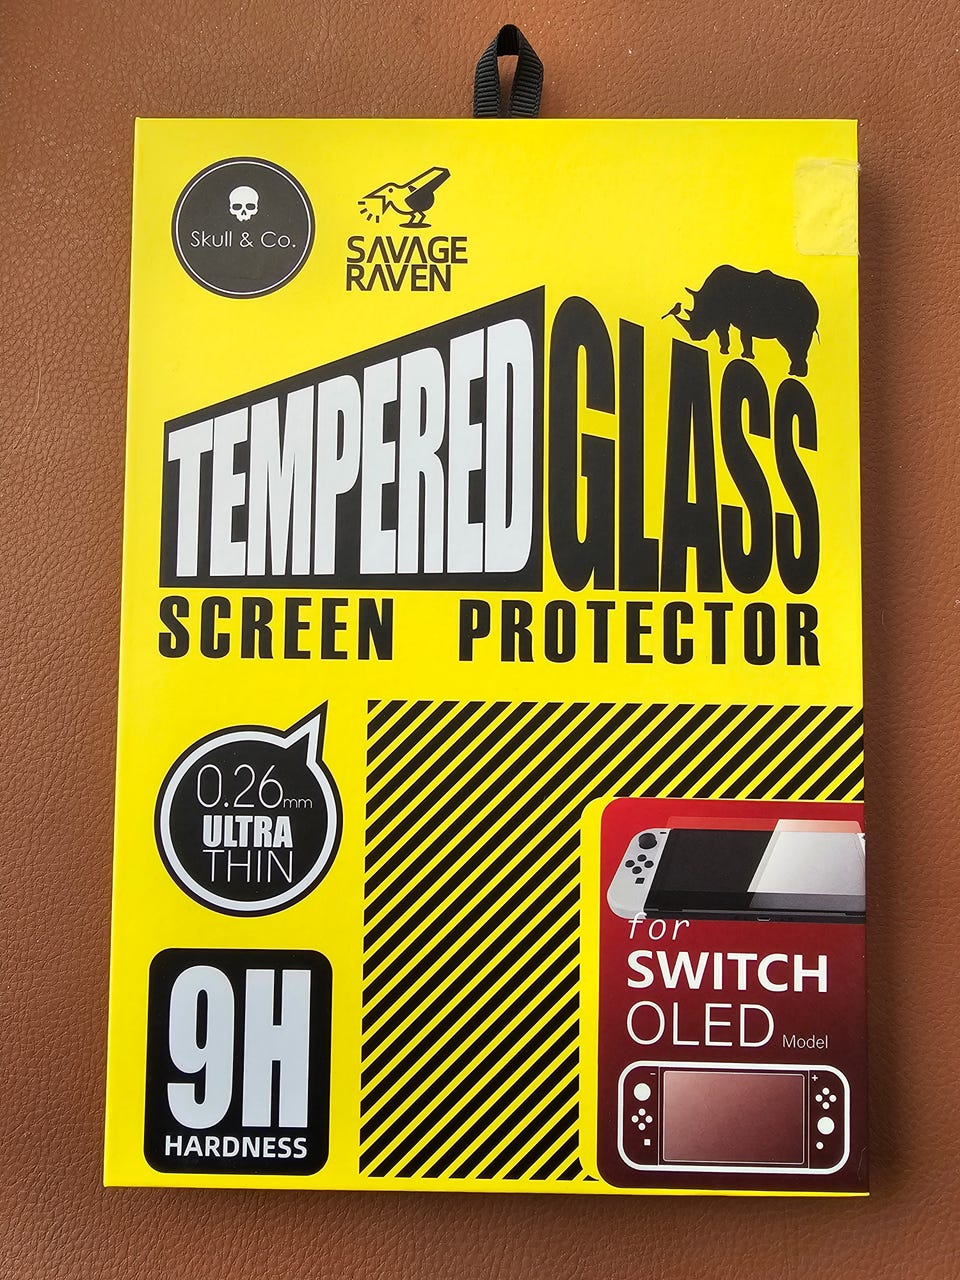 Skull & Co.
SAVAGE
RAVEN
TEMPERED GLASS
SCREEN PROTECTOR
0.26mm
ULTRA
THIN
9H
HARDNESS
for
SWITCH
OLED Model